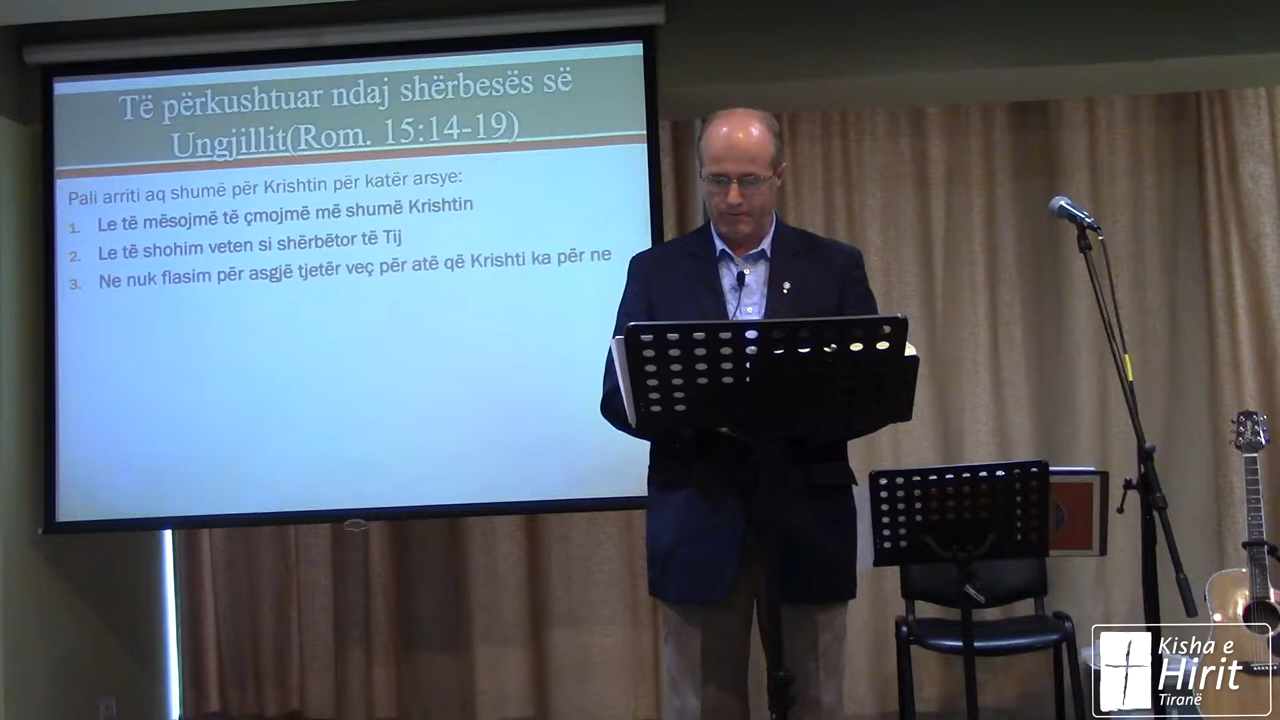 Të përkushtuar ndaj shërbesës së
Ungjillit(Rom. 15:14-19)
Pali arriti aq shumë për Krishtin për katër arsye:
1. Le të mësojmë të çmojmë më shumë Krishtin
2. Le të shohim veten si shërbëtor të Tij
3. Ne nuk flasim për asgjë tjetër veç për atë që Krishti ka për ne
Kisha e
Hirit
Tiranë